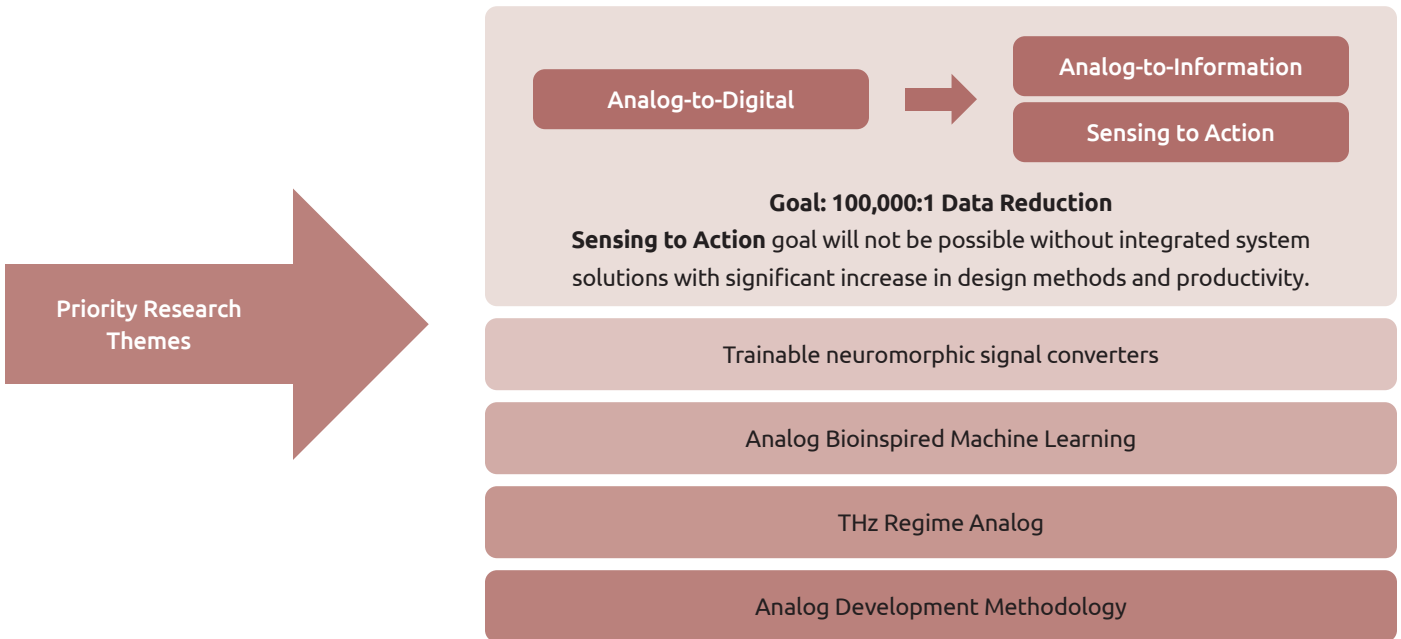 Analog-to-Digital
Analog-to-Information
Sensing to Action
Goal: 100,000:1 Data Reduction
Sensing to Action goal will not be possible without integrated system
solutions with significant increase in design methods and productivity.
Priority Research
Themes
Trainable neuromorphic signal converters
Analog Bioinspired Machine Learning
THz Regime Analog
Analog Development Methodology